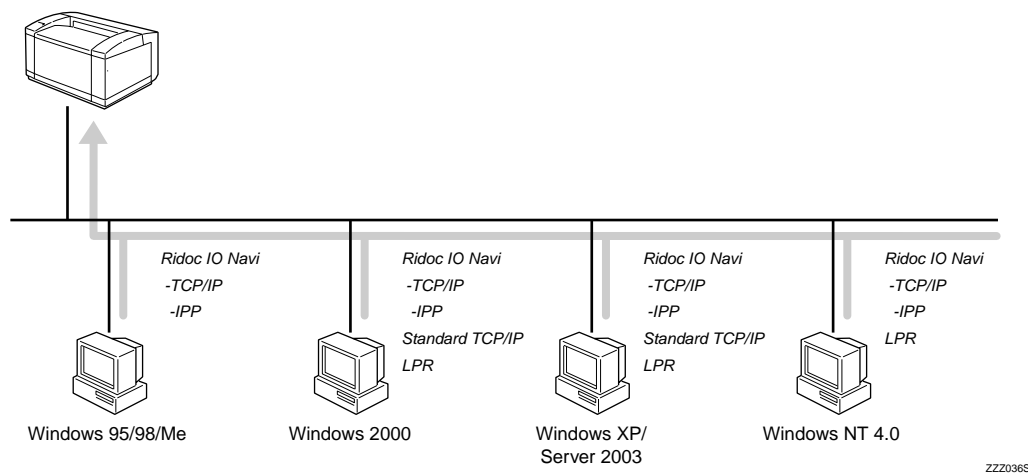 Ridoc IO Navi
-TCP/IP
-IPP
Ridoc IO Navi
-TCP/IP
-IPP
Standard TCP/IP
LPR
Ridoc IO Navi
-TCP/IP
-IPP
Standard TCP/IP
LPR
Ridoc IO Navi
-TCP/IP
-IPP
LPR
Windows 95/98/Me
Windows 2000
Windows XP/
Server 2003
Windows NT 4.0
ZZZ036S